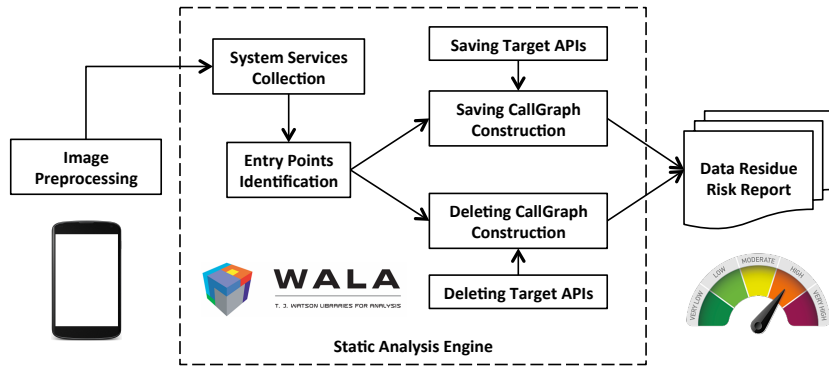 System Services
Collection
Saving Target APIs
Saving CallGraph
Construction
Image
Preprocessing
Entry Points
Identification
Data Residue
Risk Report
Deleting CallGraph
Construction
WALA
T. J. WATSON LIBRARIES FOR ANALYSIS
Deleting Target APIs
VERY LOW
LOW
MODERATE
HIGH
VERY HIGH
Static Analysis Engine